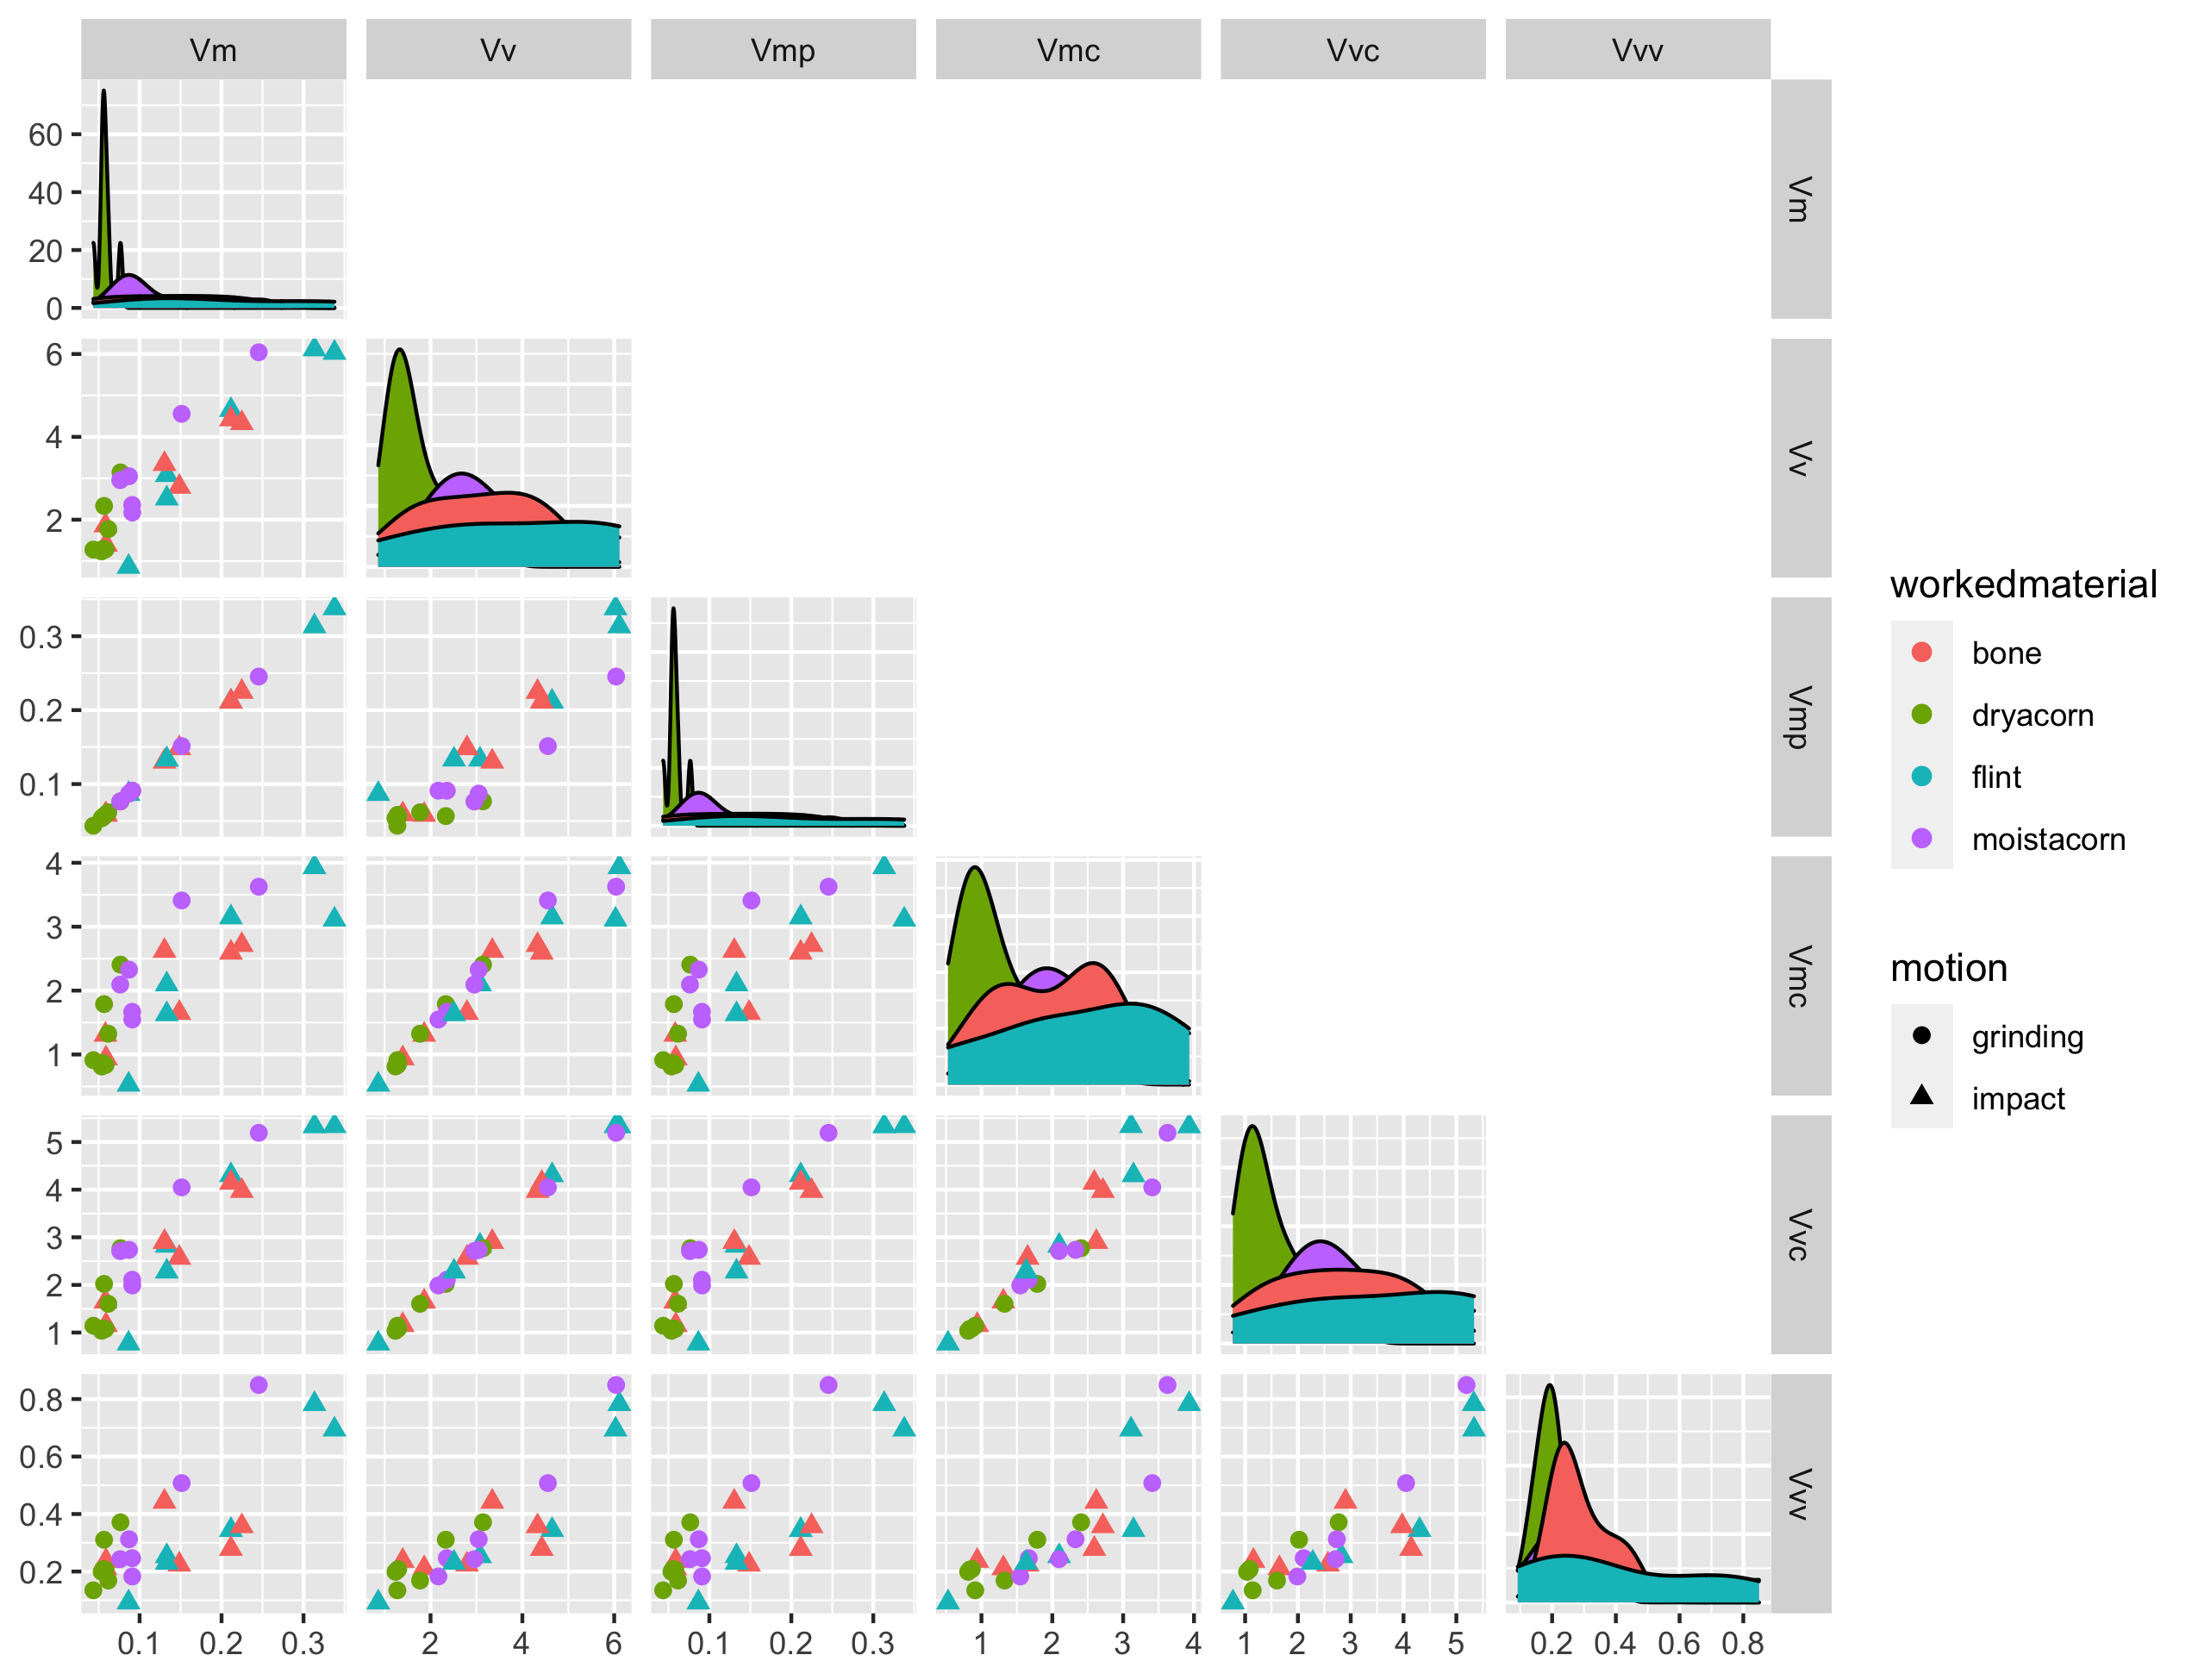 Vm Vv Vmp Vmc Vvc Vvv
60
40
20
0
Vm
6
4
2
Vv
0.3
0.2
0.1
Vmp
4
3
2
1
Vmc
5
4
3
2
1
Vvc
0.8
0.6
0.4
0.2
Vvv
0.1 0.2 0.3 2 4 6 0.1 0.2 0.3 1 2 3 4 1 2 3 4 5 0.2 0.4 0.6 0.8
workedmaterial
bone
dryacorn
flint
moistacorn
motion
grinding
impact